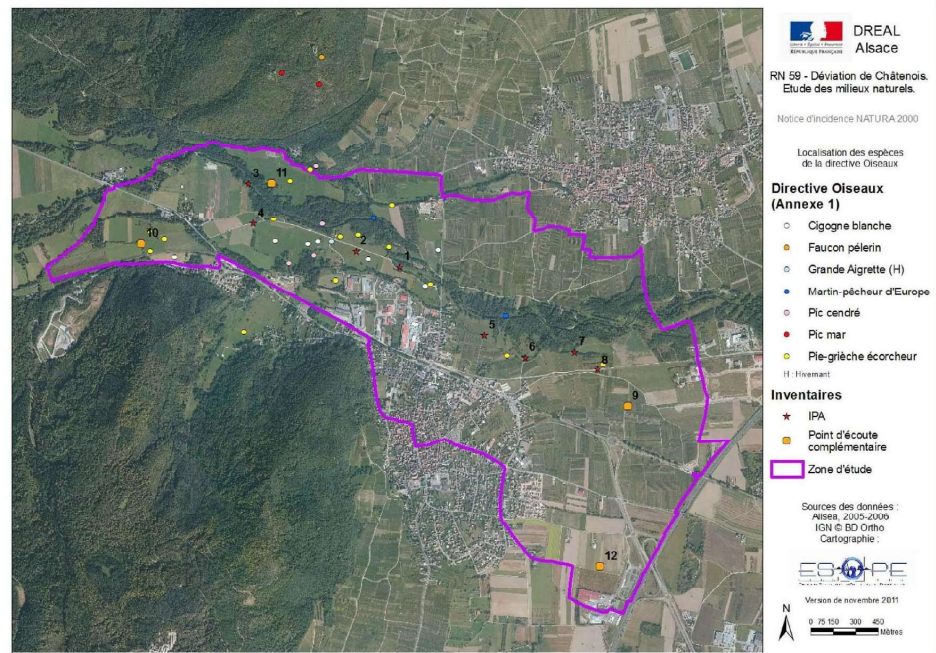 DREAL
Alsace
RÉPUBLIQUE FRANÇAISE
RN 59 - Déviation de Châtenois.
Etude des milieux naturels.
Notice d'incidence NATURA 2000
Localisation des espèces
de la directive Oiseaux
Directive Oiseaux
(Annexe 1)
Cigogne blanche
Faucon pélerin
Grande Aigrette (H)
Martin-pêcheur d'Europe
Pic cendré
Pic mar
Pie-grièche écorcheur
H : Hivernant
Inventaires
IPA
Point d'écoute
complémentaire
Zone d'étude
Sources des données :
Alisea, 2005-2006
IGN © BD Ortho
Cartographie :
Version de novembre 2011
N
0 75 150 300 450
Mètres
3
11
4
10
2
1
5
6
7
8
9
12